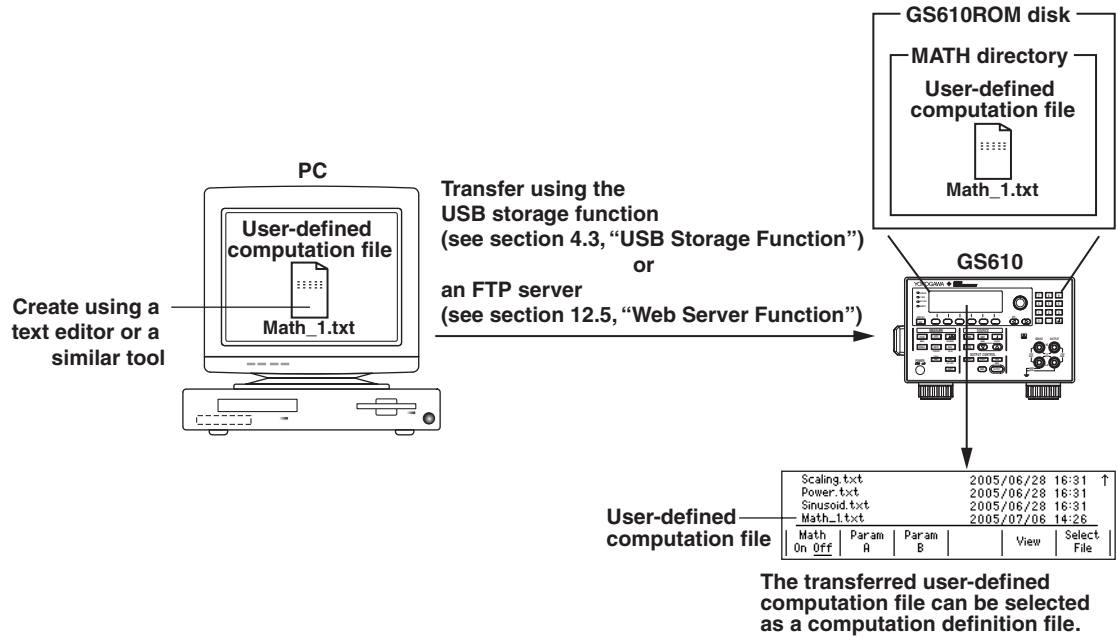 GS610ROM disk
MATH directory
User-defined
computation file
Math_1.txt
PC
User-defined
computation file
Math_1.txt
Create using a
text editor or a
similar tool
Transfer using the
USB storage function
(see section 4.3, “USB Storage Function”)
or
an FTP server
(see section 12.5, “Web Server Function”)
GS610
YOKOGAWA
OUTPUT CONTROL
User-defined
computation file
Scaling.txt 2005/06/28 16:31 ↑
Power.txt 2005/06/28 16:31
Sinusoid.txt 2005/06/28 16:31
Math_1.txt 2005/07/06 14:26
Math Param Param View Select
On Off A B File
The transferred user-defined
computation file can be selected
as a computation definition file.